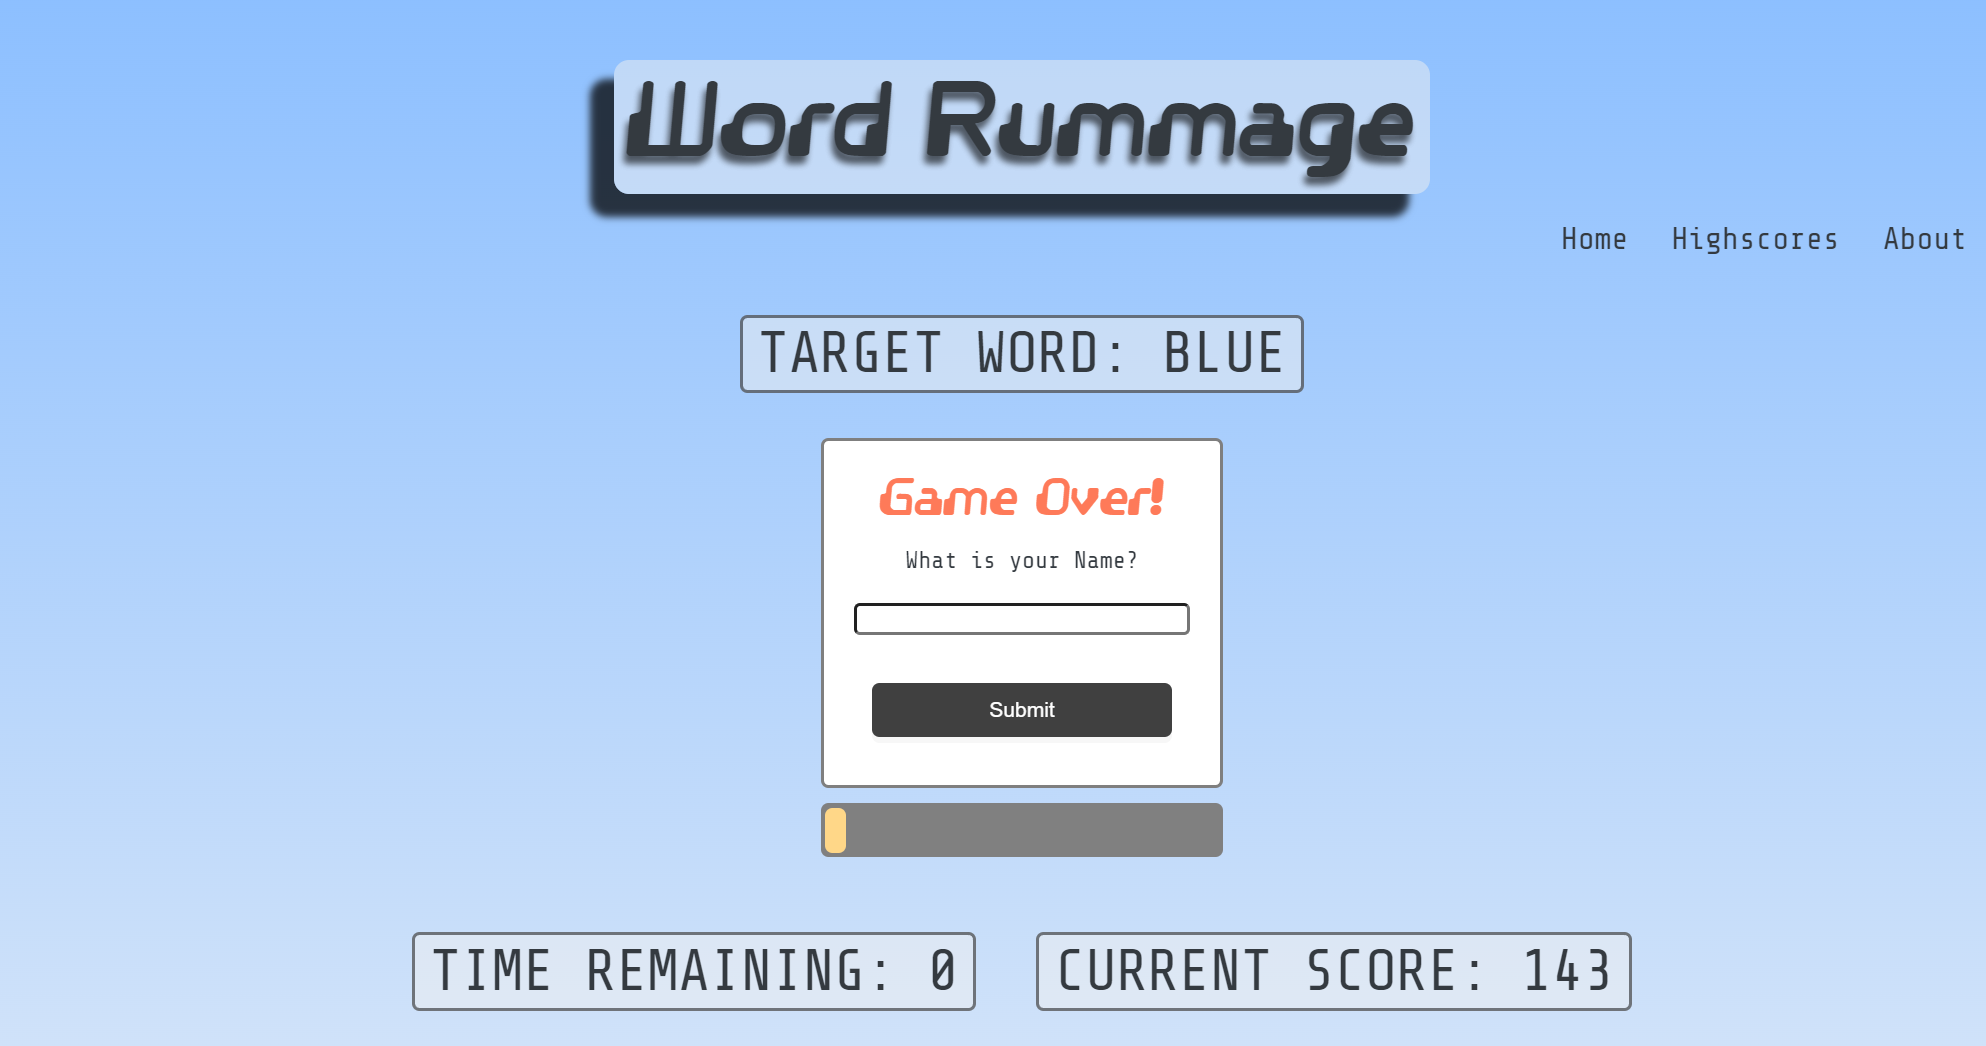 Word Rummage
Home Highscores About
TARGET WORD: BLUE
Game Over!
What is your Name?
Submit
TIME REMAINING: 0 CURRENT SCORE: 143